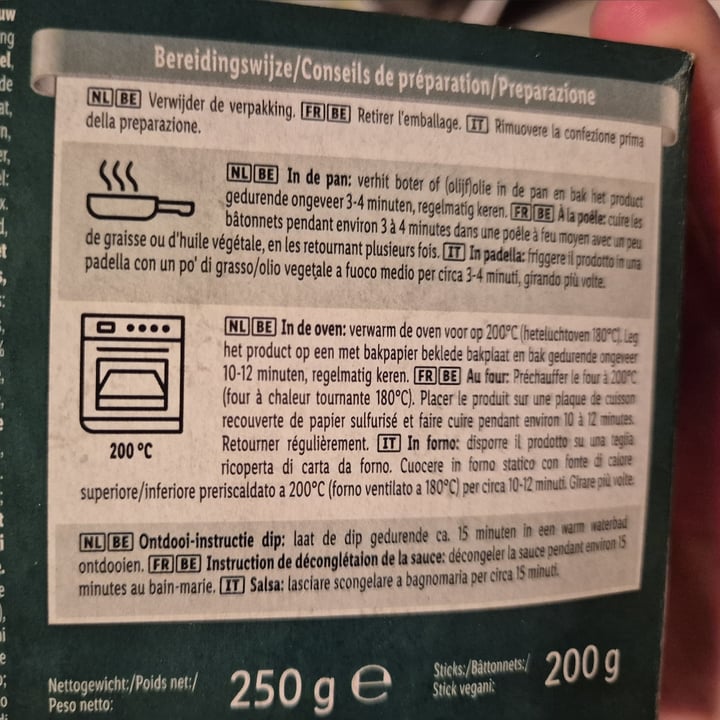 Bereidingswijze/Conseils de préparation/Preparazione
NL BE Verwijder de verpakking. FR BE Retirer l'emballage. IT Rimuovere la confezione prima
della preparazione.
NL BE In de pan: verhit boter of (olijf)olie in de pan en bak het product
gedurende ongeveer 3-4 minuten, regelmatig keren. FR BE À la poêle: cuire les
bâtonnets pendant environ 3 à 4 minutes dans une poêle à feu moyen avec un peu
de graisse ou d'huile végétale, en les retournant plusieurs fois. IT In padella: friggere il prodotto in una
padella con un po' di grasso/olio vegetale a fuoco medio per circa 3-4 minuti, girando più volte.
NL BE In de oven: verwarm de oven voor op 200°C (heteluchtoven 180°C). Leg
het product op een met bakpapier beklede bakplaat en bak gedurende ongeveer
10-12 minuten, regelmatig keren. FR BE Au four: Préchauffer le four à 200°C
(four à chaleur tournante 180°C). Placer le produit sur une plaque de cuisson
recouverte de papier sulfurisé et faire cuire pendant environ 10 à 12 minutes.
200 °C
Retourner régulièrement. IT In forno: disporre il prodotto su una teglia
ricoperta di carta da forno. Cuocere in forno statico con fonte di calore
superiore/inferiore preriscaldato a 200°C (forno ventilato a 180°C) per circa 10-12 minuti. Girare più volte.
NL BE Ontdooi-instructie dip: laat de dip gedurende ca. 15 minuten in een warm waterbad
ontdooien. FR BE Instruction de déconglétaion de la sauce: décongeler la sauce pendant environ 15
minutes au bain-marie. IT Salsa: lasciare scongelare a bagnomaria per circa 15 minuti.
Nettogewicht:/Poids net:/
Peso netto:
250 g e
Sticks:/Bâttonnets:/
Stick vegani:
200 g